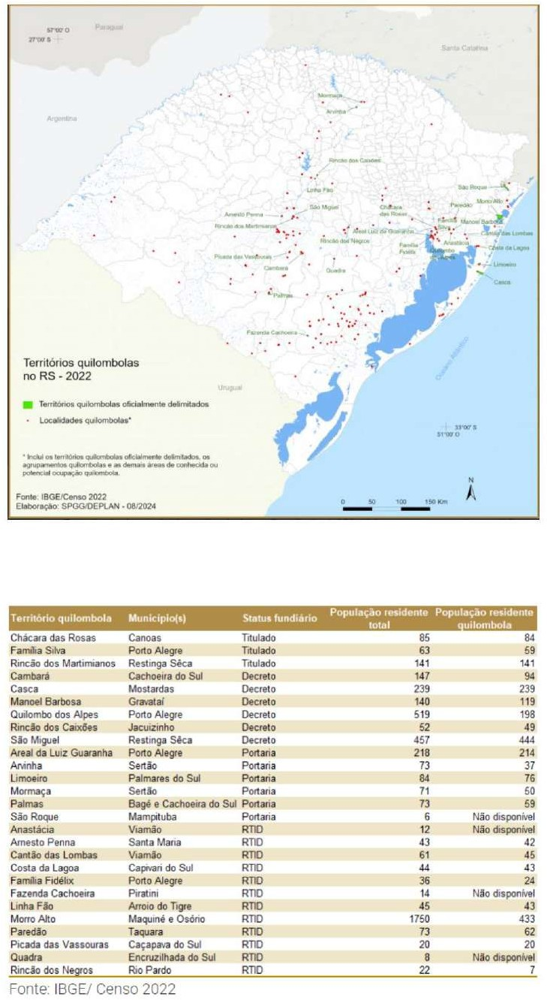 57°00' O
27°00' S
Paraguai
Santa Catarina
Argentina
Mormaça
Arvinha
Rincão dos Caixões
São Roque
Linha Fão
Morro Alto
Paredão
Arnesto Penna
São Miguel
Chácara
das Rosas
Rincão dos Martimianos
Família
Silva
Manoel Barbosa
Areal Luiz da Guaranha
Cantão das Lombas
Rincão dos Negros
Família
Fidélix
Anastácia
Costa da Lagoa
Quilombo
dos Alpes
Picada das Vassouras
Cambará
Quadra
Limoeiro
Casca
Palmas
Fazenda Cachoeira
Territórios quilombolas
no RS - 2022
Uruguai
Oceano Atlântico
Territórios quilombolas oficialmente delimitados
Localidades quilombolas*
33°00' S
51°00' O
* Inclui os territórios quilombolas oficialmente delimitados, os
agrupamentos quilombolas e as demais áreas de conhecida ou
potencial ocupação quilombola.
N
Fonte: IBGE/Censo 2022
Elaboração: SPGG/DEPLAN - 08/2024
0 50 100 150 Km
Território quilombola Município(s) Status fundiário População residente total População residente quilombola
Chácara das Rosas Canoas Titulado 85 84
Família Silva Porto Alegre Titulado 63 59
Rincão dos Martimianos Restinga Sêca Titulado 141 141
Cambará Cachoeira do Sul Decreto 147 94
Casca Mostardas Decreto 239 239
Manoel Barbosa Gravataí Decreto 140 119
Quilombo dos Alpes Porto Alegre Decreto 519 198
Rincão dos Caixões Jacuizinho Decreto 52 49
São Miguel Restinga Sêca Decreto 457 444
Areal da Luiz Guaranha Porto Alegre Portaria 218 214
Arvinha Sertão Portaria 73 37
Limoeiro Palmares do Sul Portaria 84 76
Mormaça Sertão Portaria 71 50
Palmas Bagé e Cachoeira do Sul Portaria 73 59
São Roque Mampituba Portaria 6 Não disponível
Anastácia Viamão RTID 12 Não disponível
Arnesto Penna Santa Maria RTID 43 42
Cantão das Lombas Viamão RTID 61 45
Costa da Lagoa Capivari do Sul RTID 44 43
Família Fidélix Porto Alegre RTID 36 24
Fazenda Cachoeira Piratini RTID 14 Não disponível
Linha Fão Arroio do Tigre RTID 45 43
Morro Alto Maquiné e Osório RTID 1750 433
Paredão Taquara RTID 73 62
Picada das Vassouras Caçapava do Sul RTID 20 20
Quadra Encruzilhada do Sul RTID 8 Não disponível
Rincão dos Negros Rio Pardo RTID 22 7
Fonte: IBGE/ Censo 2022